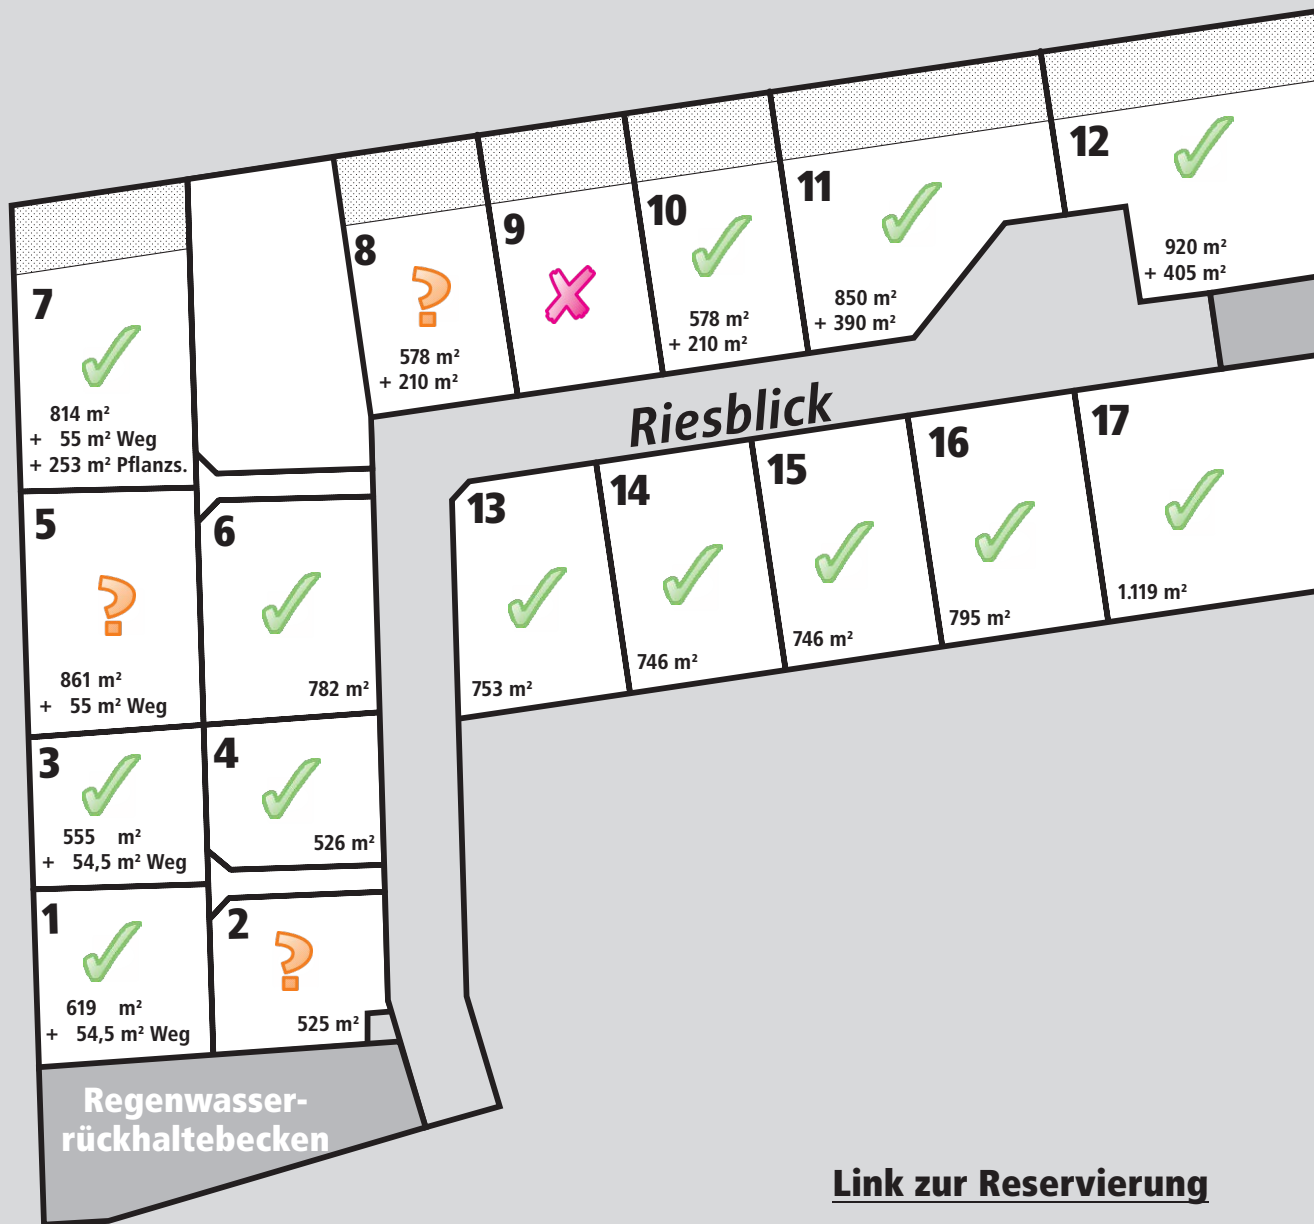 12
920 m²
+ 405 m²
11
850 m²
+ 390 m²
10
578 m²
+ 210 m²
9
8
578 m²
+ 210 m²
7
814 m²
+ 55 m² Weg
+ 253 m² Pflanzs.
Riesblick
17
1.119 m²
16
795 m²
15
746 m²
14
746 m²
13
753 m²
5
861 m²
+ 55 m² Weg
6
782 m²
3
555 m²
+ 54,5 m² Weg
4
526 m²
1
619 m²
+ 54,5 m² Weg
2
525 m²
Regenwasser-
rückhaltebecken
Link zur Reservierung